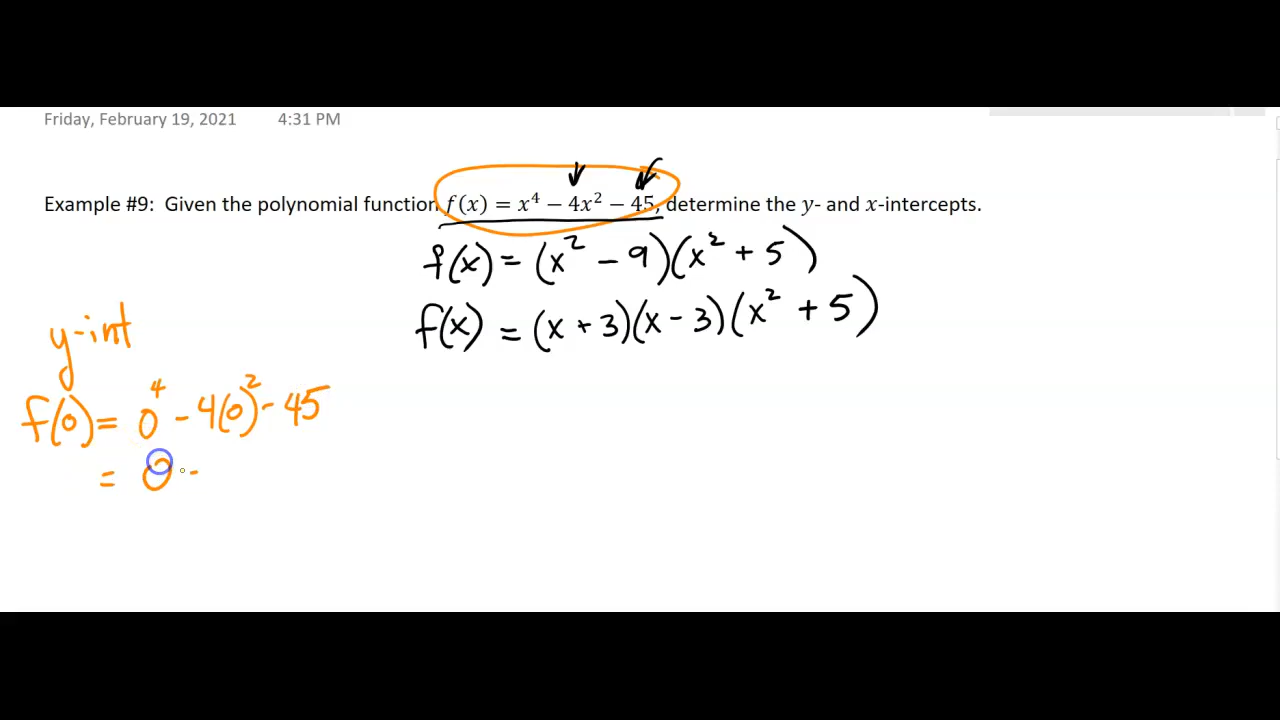 Friday, February 19, 2021 4:31 PM
Example #9: Given the polynomial function f(x) = x⁴ − 4x² − 45, determine the y- and x-intercepts.
f(x) = (x² − 9)(x² + 5)
f(x) = (x + 3)(x − 3)(x² + 5)
y-int
f(0) = 0⁴ − 4(0)² − 45
= 0 -